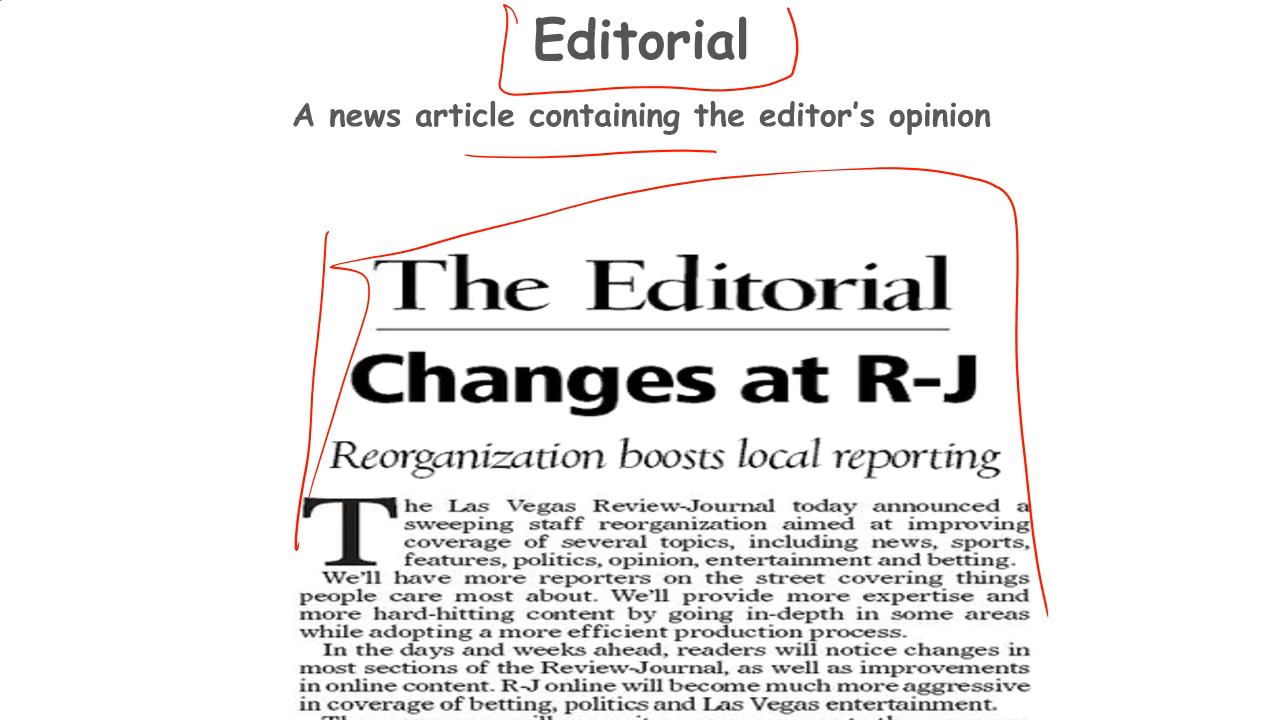 Editorial
A news article containing the editor's opinion
The Editorial
Changes at R-J
Reorganization boosts local reporting
The Las Vegas Review-Journal today announced a
sweeping staff reorganization aimed at improving
coverage of several topics, including news, sports,
features, politics, opinion, entertainment and betting.
We'll have more reporters on the street covering things
people care most about. We'll provide more expertise and
more hard-hitting content by going in-depth in some areas
while adopting a more efficient production process.
In the days and weeks ahead, readers will notice changes in
most sections of the Review-Journal, as well as improvements
in online content. R-J online will become much more aggressive
in coverage of betting, politics and Las Vegas entertainment.